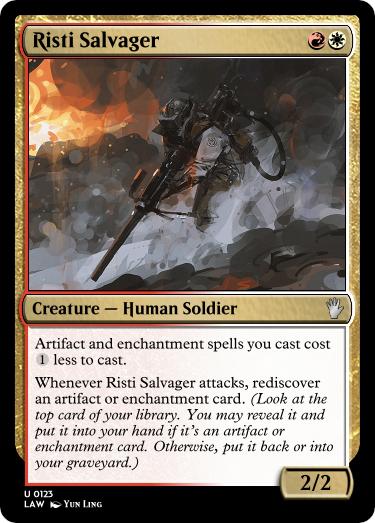 Risti Salvager
Creature — Human Soldier
Artifact and enchantment spells you cast cost
1 less to cast.
Whenever Risti Salvager attacks, rediscover
an artifact or enchantment card. (Look at the
top card of your library. You may reveal it and
put it into your hand if it's an artifact or
enchantment card. Otherwise, put it back or into
your graveyard.)
2/2
U 0123
LAW Yun Ling